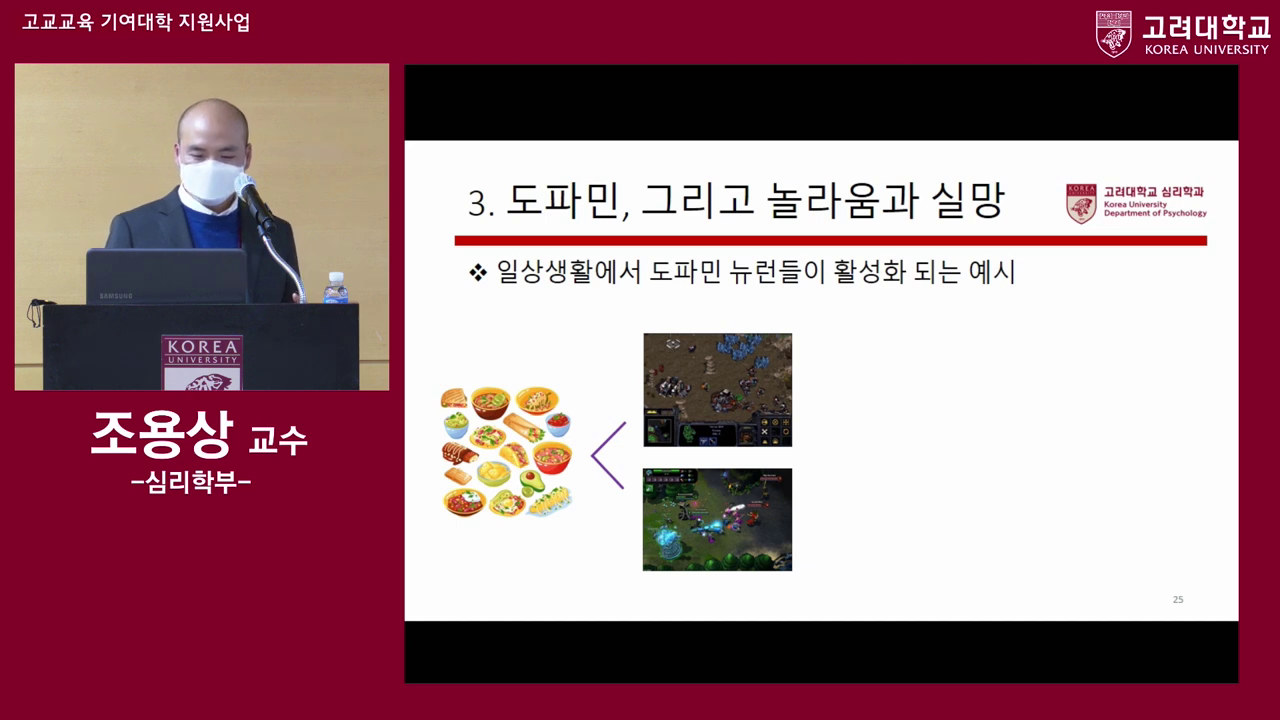 고교교육 기여대학 지원사업
고려대학교
KOREA UNIVERSITY
3. 도파민, 그리고 놀라움과 실망
KOREA
고려대학교 심리학과
Korea University
Department of Psychology
❖ 일상생활에서 도파민 뉴런들이 활성화 되는 예시
SAMSUNG
KOREA
UNIVERSITY
조용상 교수
-심리학부-
25